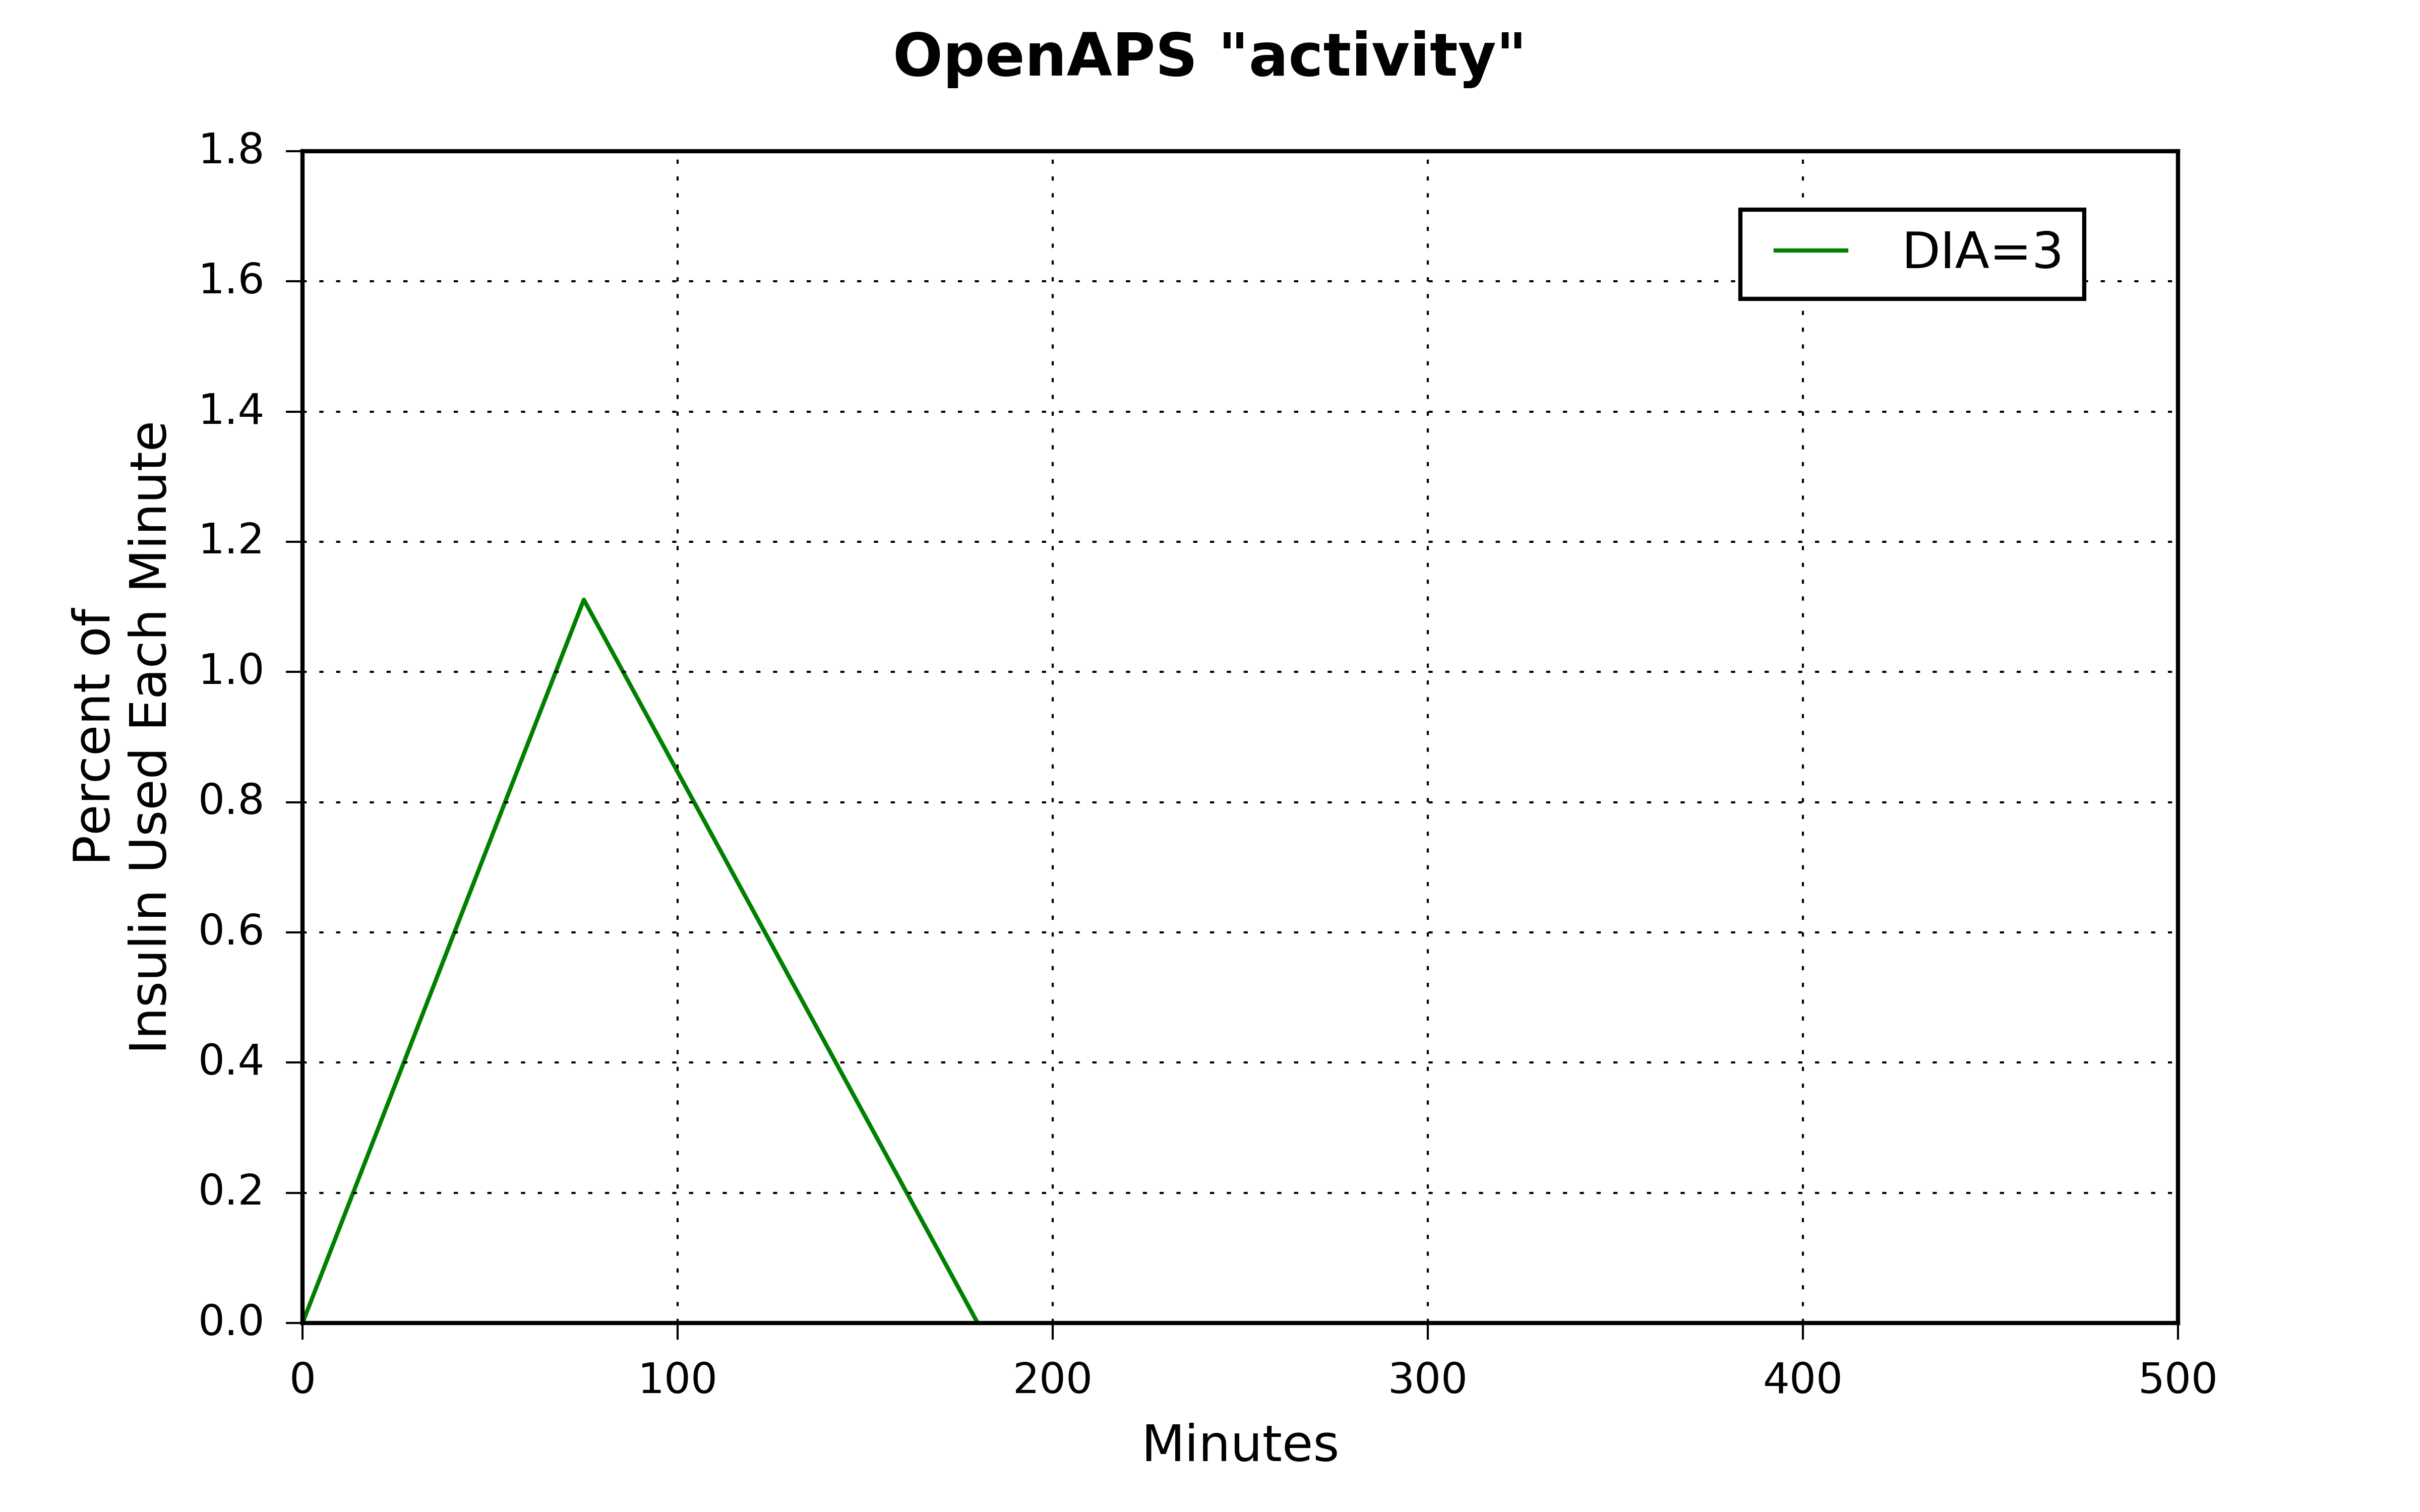 OpenAPS "activity"
1.8
1.6
1.4
1.2
1.0
0.8
0.6
0.4
0.2
0.0
Percent of
Insulin Used Each Minute
DIA=3
0 100 200 300 400 500
Minutes